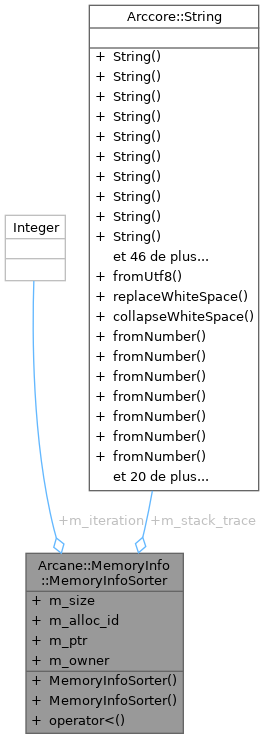 Arccore::String
+ String()
+ String()
+ String()
+ String()
+ String()
+ String()
+ String()
+ String()
+ String()
+ String()
et 46 de plus...
+ fromUtf8()
+ replaceWhiteSpace()
+ collapseWhiteSpace()
+ fromNumber()
+ fromNumber()
+ fromNumber()
+ fromNumber()
+ fromNumber()
+ fromNumber()
+ fromNumber()
et 20 de plus...
Integer
+m_iteration
+m_stack_trace
Arcane::MemoryInfo
::MemoryInfoSorter
+ m_size
+ m_alloc_id
+ m_ptr
+ m_owner
+ MemoryInfoSorter()
+ MemoryInfoSorter()
+ operator<()